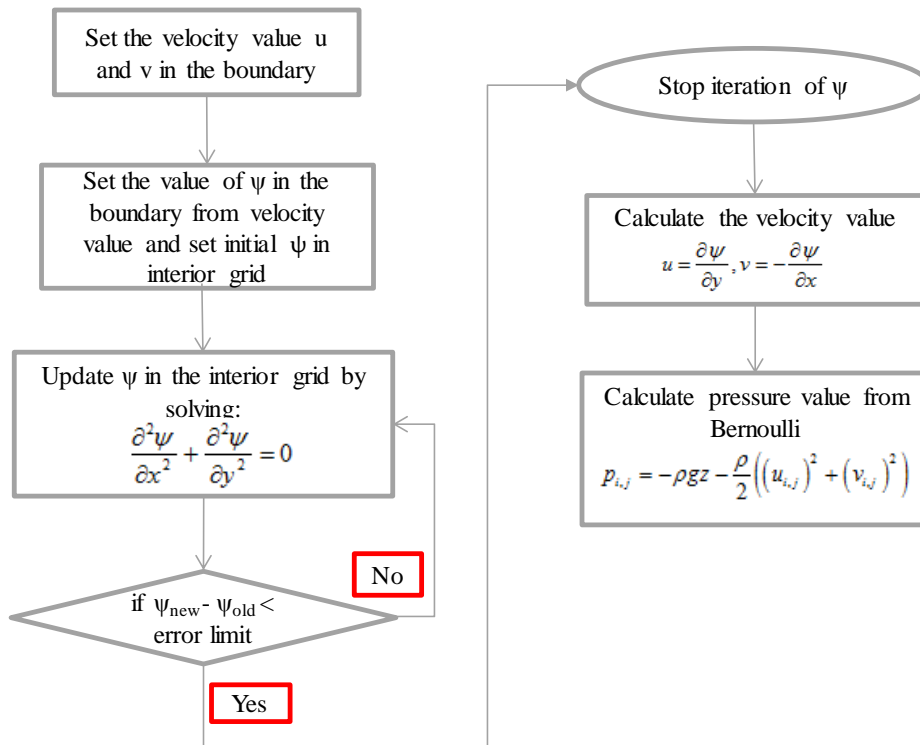 Set the velocity value u
and v in the boundary
Set the value of ψ in the
boundary from velocity
value and set initial ψ in
interior grid
Update ψ in the interior grid by
solving:
∂²ψ/∂x² + ∂²ψ/∂y² = 0
No
if ψnew- ψold <
error limit
Yes
Stop iteration of ψ
Calculate the velocity value
u = ∂ψ/∂y, v = -∂ψ/∂x
Calculate pressure value from
Bernoulli
p_{i,j} = -ρgz - ρ/2((u_{i,j})² + (v_{i,j})²)